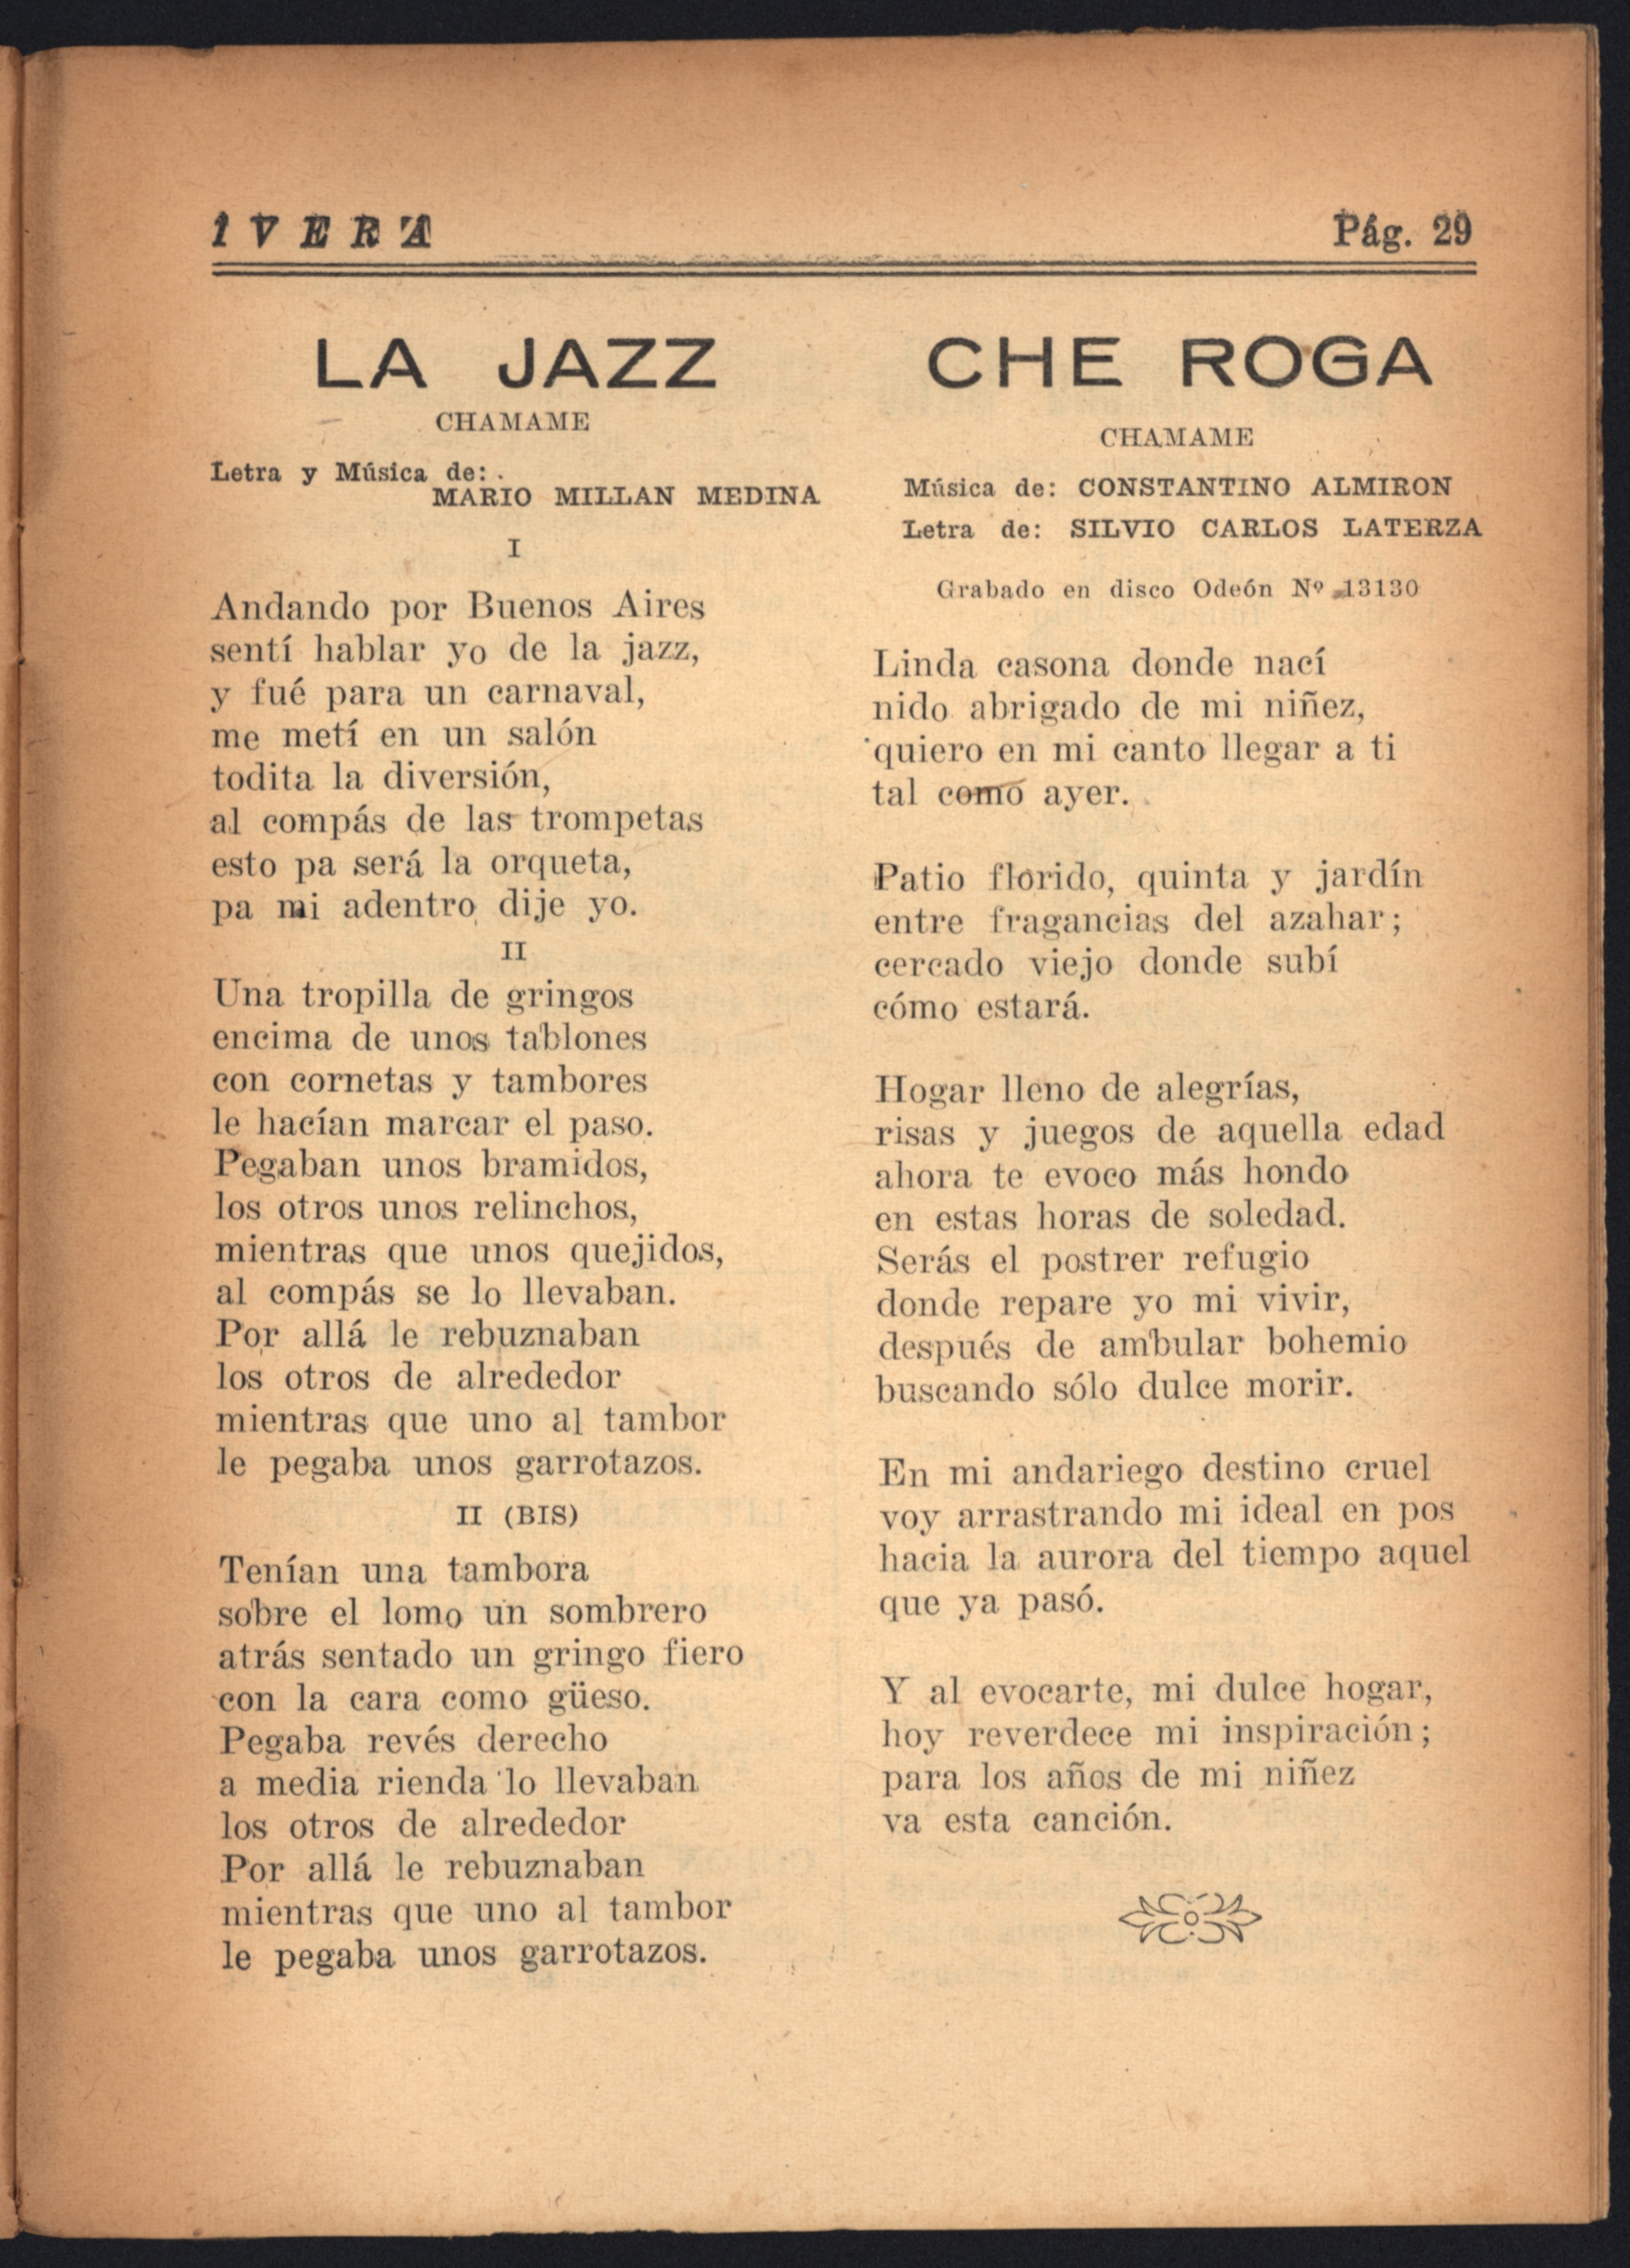 IVERA
Pág. 29
LA JAZZ
CHAMAME
Letra y Música de:
MARIO MILLAN MEDINA
I
Andando por Buenos Aires
sentí hablar yo de la jazz,
y fué para un carnaval,
me metí en un salón
todita la diversión,
al compás de las trompetas
esto pa será la orqueta,
pa mi adentro dije yo.
II
Una tropilla de gringos
encima de unos tablones
con cornetas y tambores
le hacían marcar el paso.
Pegaban unos bramidos,
los otros unos relinchos,
mientras que unos quejidos,
al compás se lo llevaban.
Por allá le rebuznaban
los otros de alrededor
mientras que uno al tambor
le pegaba unos garrotazos.
II (BIS)
Tenían una tambora
sobre el lomo un sombrero
atrás sentado un gringo fiero
con la cara como güeso.
Pegaba revés derecho
a media rienda lo llevaban
los otros de alrededor
Por allá le rebuznaban
mientras que uno al tambor
le pegaba unos garrotazos.
CHE ROGA
CHAMAME
Música de: CONSTANTINO ALMIRON
Letra de: SILVIO CARLOS LATERZA
Grabado en disco Odeón Nº 13130
Linda casona donde nací
nido abrigado de mi niñez,
quiero en mi canto llegar a ti
tal como ayer.
Patio florido, quinta y jardín
entre fragancias del azahar;
cercado viejo donde subí
cómo estará.
Hogar lleno de alegrías,
risas y juegos de aquella edad
ahora te evoco más hondo
en estas horas de soledad.
Serás el postrer refugio
donde repare yo mi vivir,
después de ambular bohemio
buscando sólo dulce morir.
En mi andariego destino cruel
voy arrastrando mi ideal en pos
hacia la aurora del tiempo aquel
que ya pasó.
Y al evocarte, mi dulce hogar,
hoy reverdece mi inspiración;
para los años de mi niñez
va esta canción.